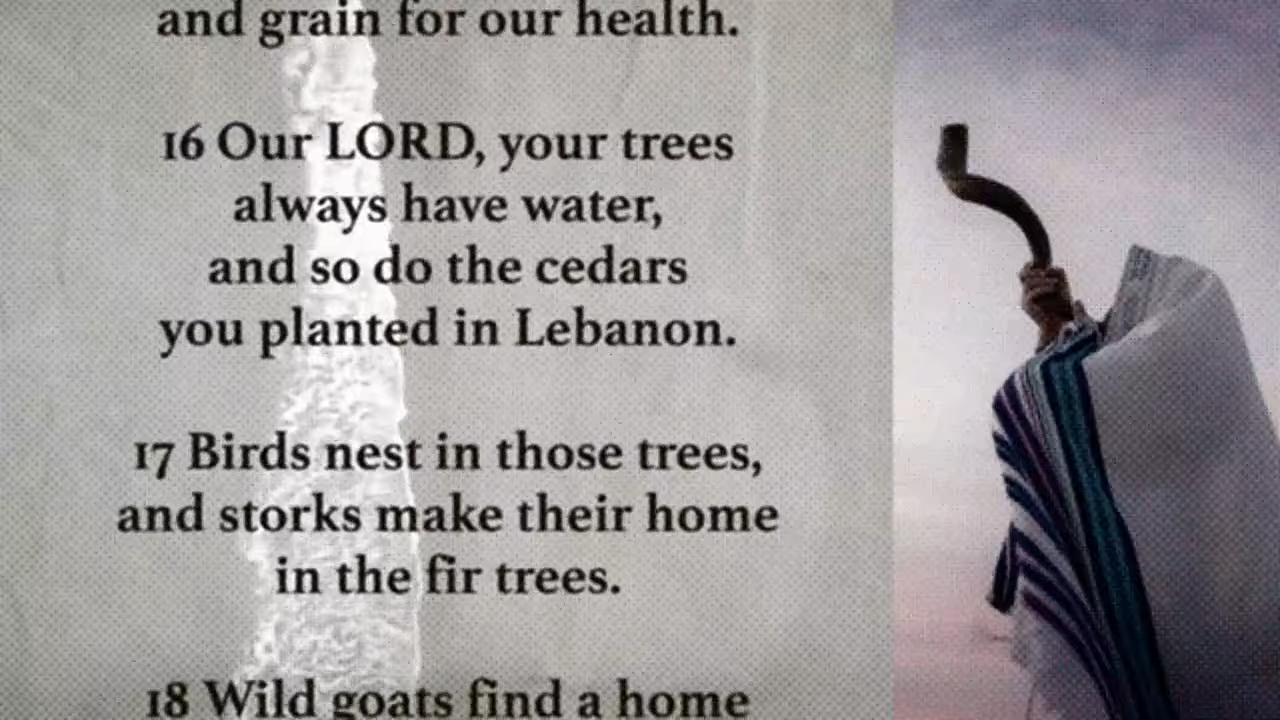 and grain for our health.
16 Our LORD, your trees
always have water,
and so do the cedars
you planted in Lebanon.
17 Birds nest in those trees,
and storks make their home
in the fir trees.
18 Wild goats find a home